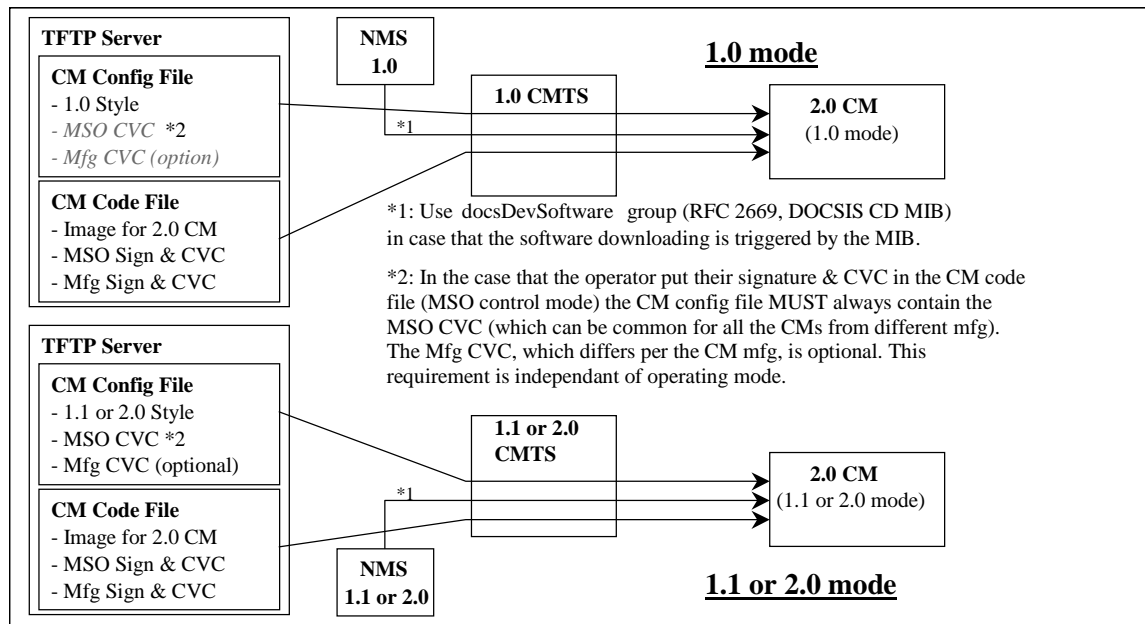 TFTP Server
CM Config File
- 1.0 Style
- MSO CVC *2
- Mfg CVC (option)
CM Code File
- Image for 2.0 CM
- MSO Sign & CVC
- Mfg Sign & CVC
NMS
1.0
*1
1.0 CMTS
1.0 mode
2.0 CM
(1.0 mode)
*1: Use docsDevSoftware group (RFC 2669, DOCSIS CD MIB)
in case that the software downloading is triggered by the MIB.
*2: In the case that the operator put their signature & CVC in the CM code
file (MSO control mode) the CM config file MUST always contain the
MSO CVC (which can be common for all the CMs from different mfg).
The Mfg CVC, which differs per the CM mfg, is optional. This
requirement is independant of operating mode.
TFTP Server
CM Config File
- 1.1 or 2.0 Style
- MSO CVC *2
- Mfg CVC (optional)
CM Code File
- Image for 2.0 CM
- MSO Sign & CVC
- Mfg Sign & CVC
*1
NMS
1.1 or 2.0
1.1 or 2.0
CMTS
2.0 CM
(1.1 or 2.0 mode)
1.1 or 2.0 mode